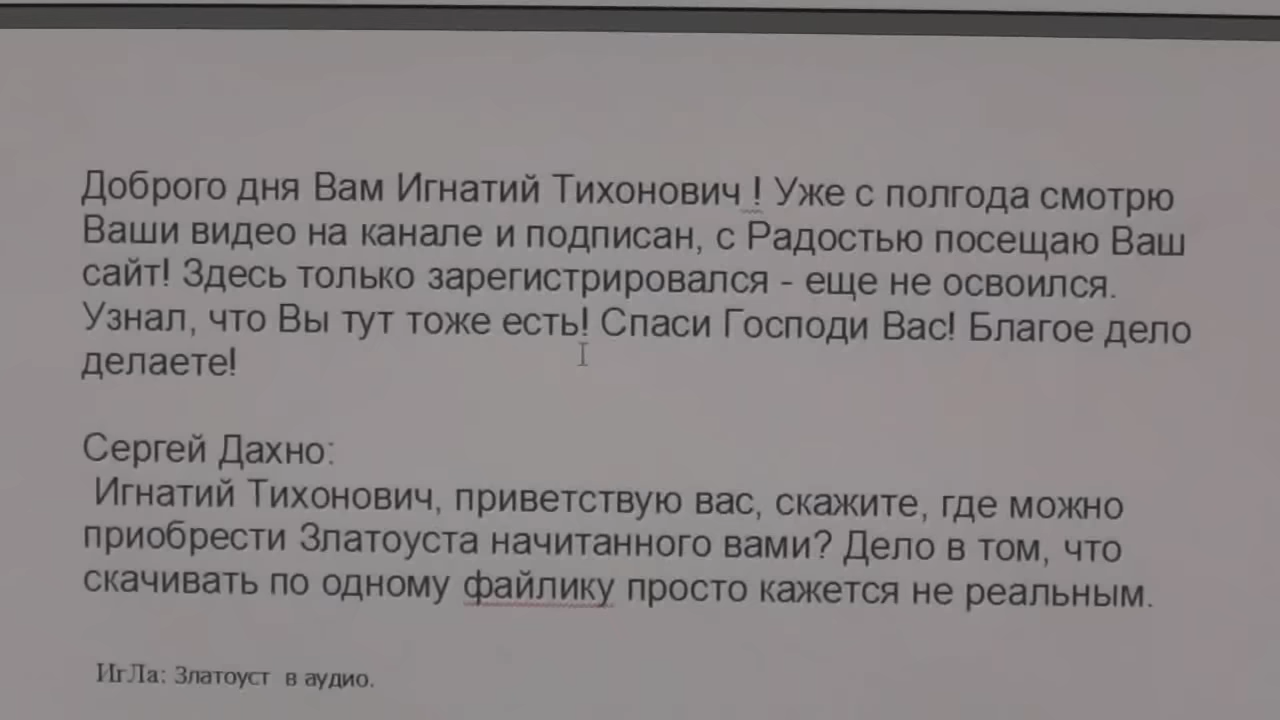 Доброго дня Вам Игнатий Тихонович ! Уже с полгода смотрю
Ваши видео на канале и подписан, с Радостью посещаю Ваш
сайт! Здесь только зарегистрировался - еще не освоился.
Узнал, что Вы тут тоже есть! Спаси Господи Вас! Благое дело
делаете!
Сергей Дахно:
Игнатий Тихонович, приветствую вас, скажите, где можно
приобрести Златоуста начитанного вами? Дело в том, что
скачивать по одному файлику просто кажется не реальным.
ИгЛа: Златоуст в аудио.